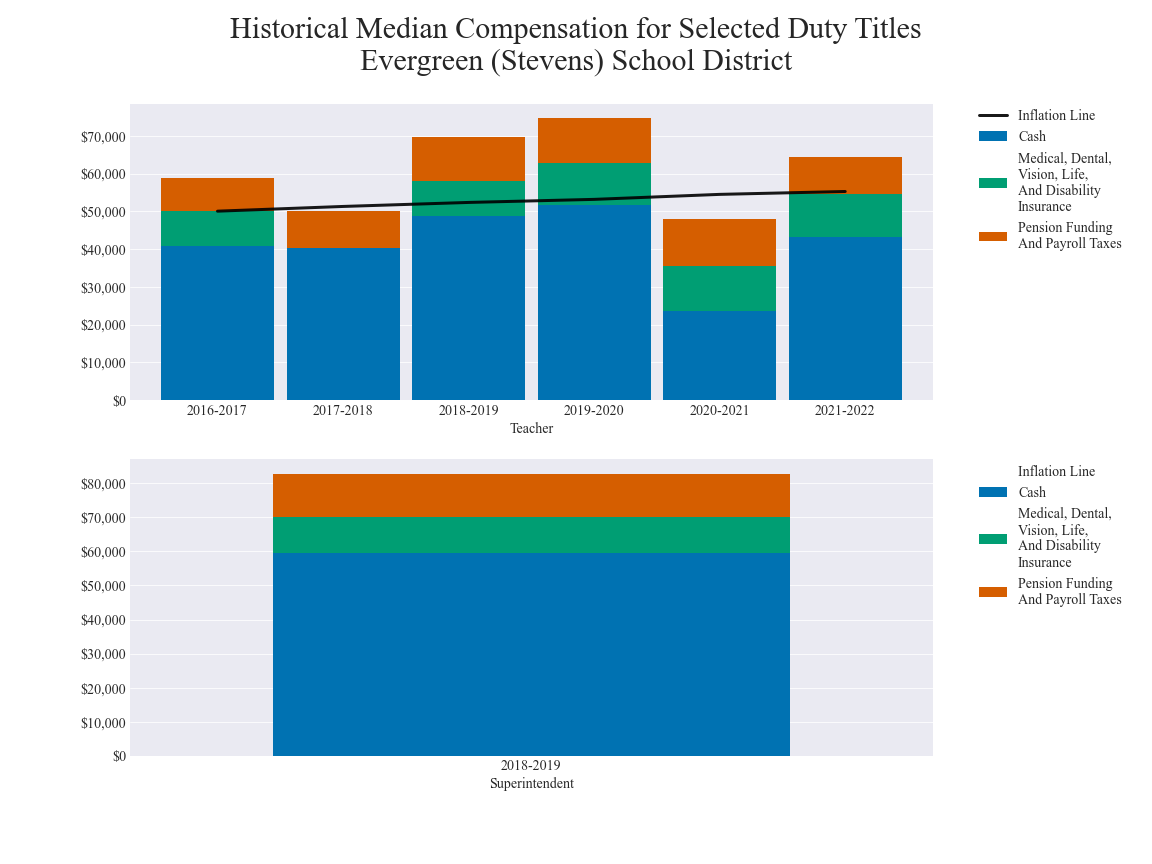 Historical Median Compensation for Selected Duty Titles
Evergreen (Stevens) School District
$70,000
$60,000
$50,000
$40,000
$30,000
$20,000
$10,000
$0
2016-2017 2017-2018 2018-2019 2019-2020 2020-2021 2021-2022
Teacher
Inflation Line
Cash
Medical, Dental,
Vision, Life,
And Disability
Insurance
Pension Funding
And Payroll Taxes
$80,000
$70,000
$60,000
$50,000
$40,000
$30,000
$20,000
$10,000
$0
2018-2019
Superintendent
Inflation Line
Cash
Medical, Dental,
Vision, Life,
And Disability
Insurance
Pension Funding
And Payroll Taxes